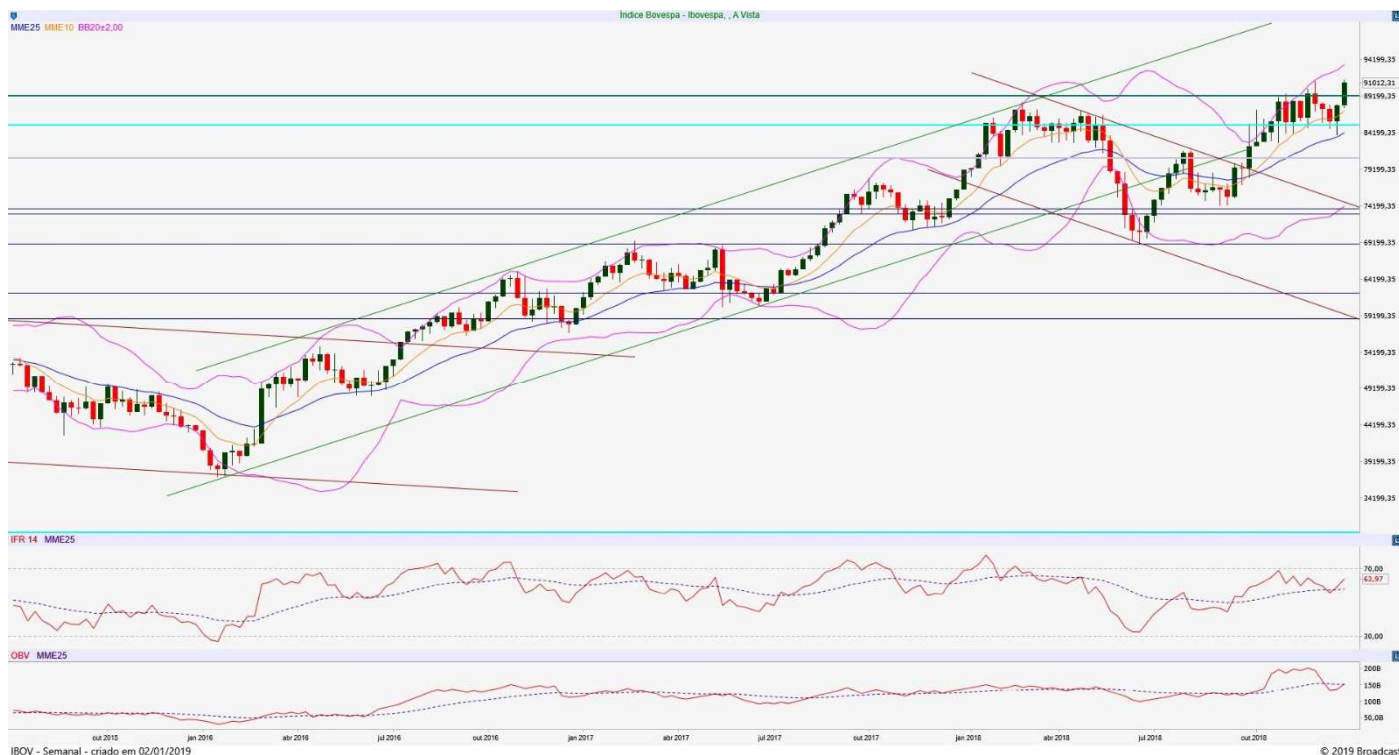 Índice Bovespa - Ibovespa, , A Vista
MME25 MME10 BB20±2,00
94199,35
91012,31
89199,35
84199,35
79199,35
74199,35
69199,35
64199,35
59199,35
54199,35
49199,35
44199,35
39199,35
34199,35
IFR 14 MME25
70,00
63,97
30,00
OBV MME25
200B
150B
100B
50,0B
out 2015 jan 2016 abr 2016 jul 2016 out 2016 jan 2017 abr 2017 jul 2017 out 2017 jan 2018 abr 2018 jul 2018 out 2018
IBOV - Semanal - criado em 02/01/2019 © 2019 Broadcast